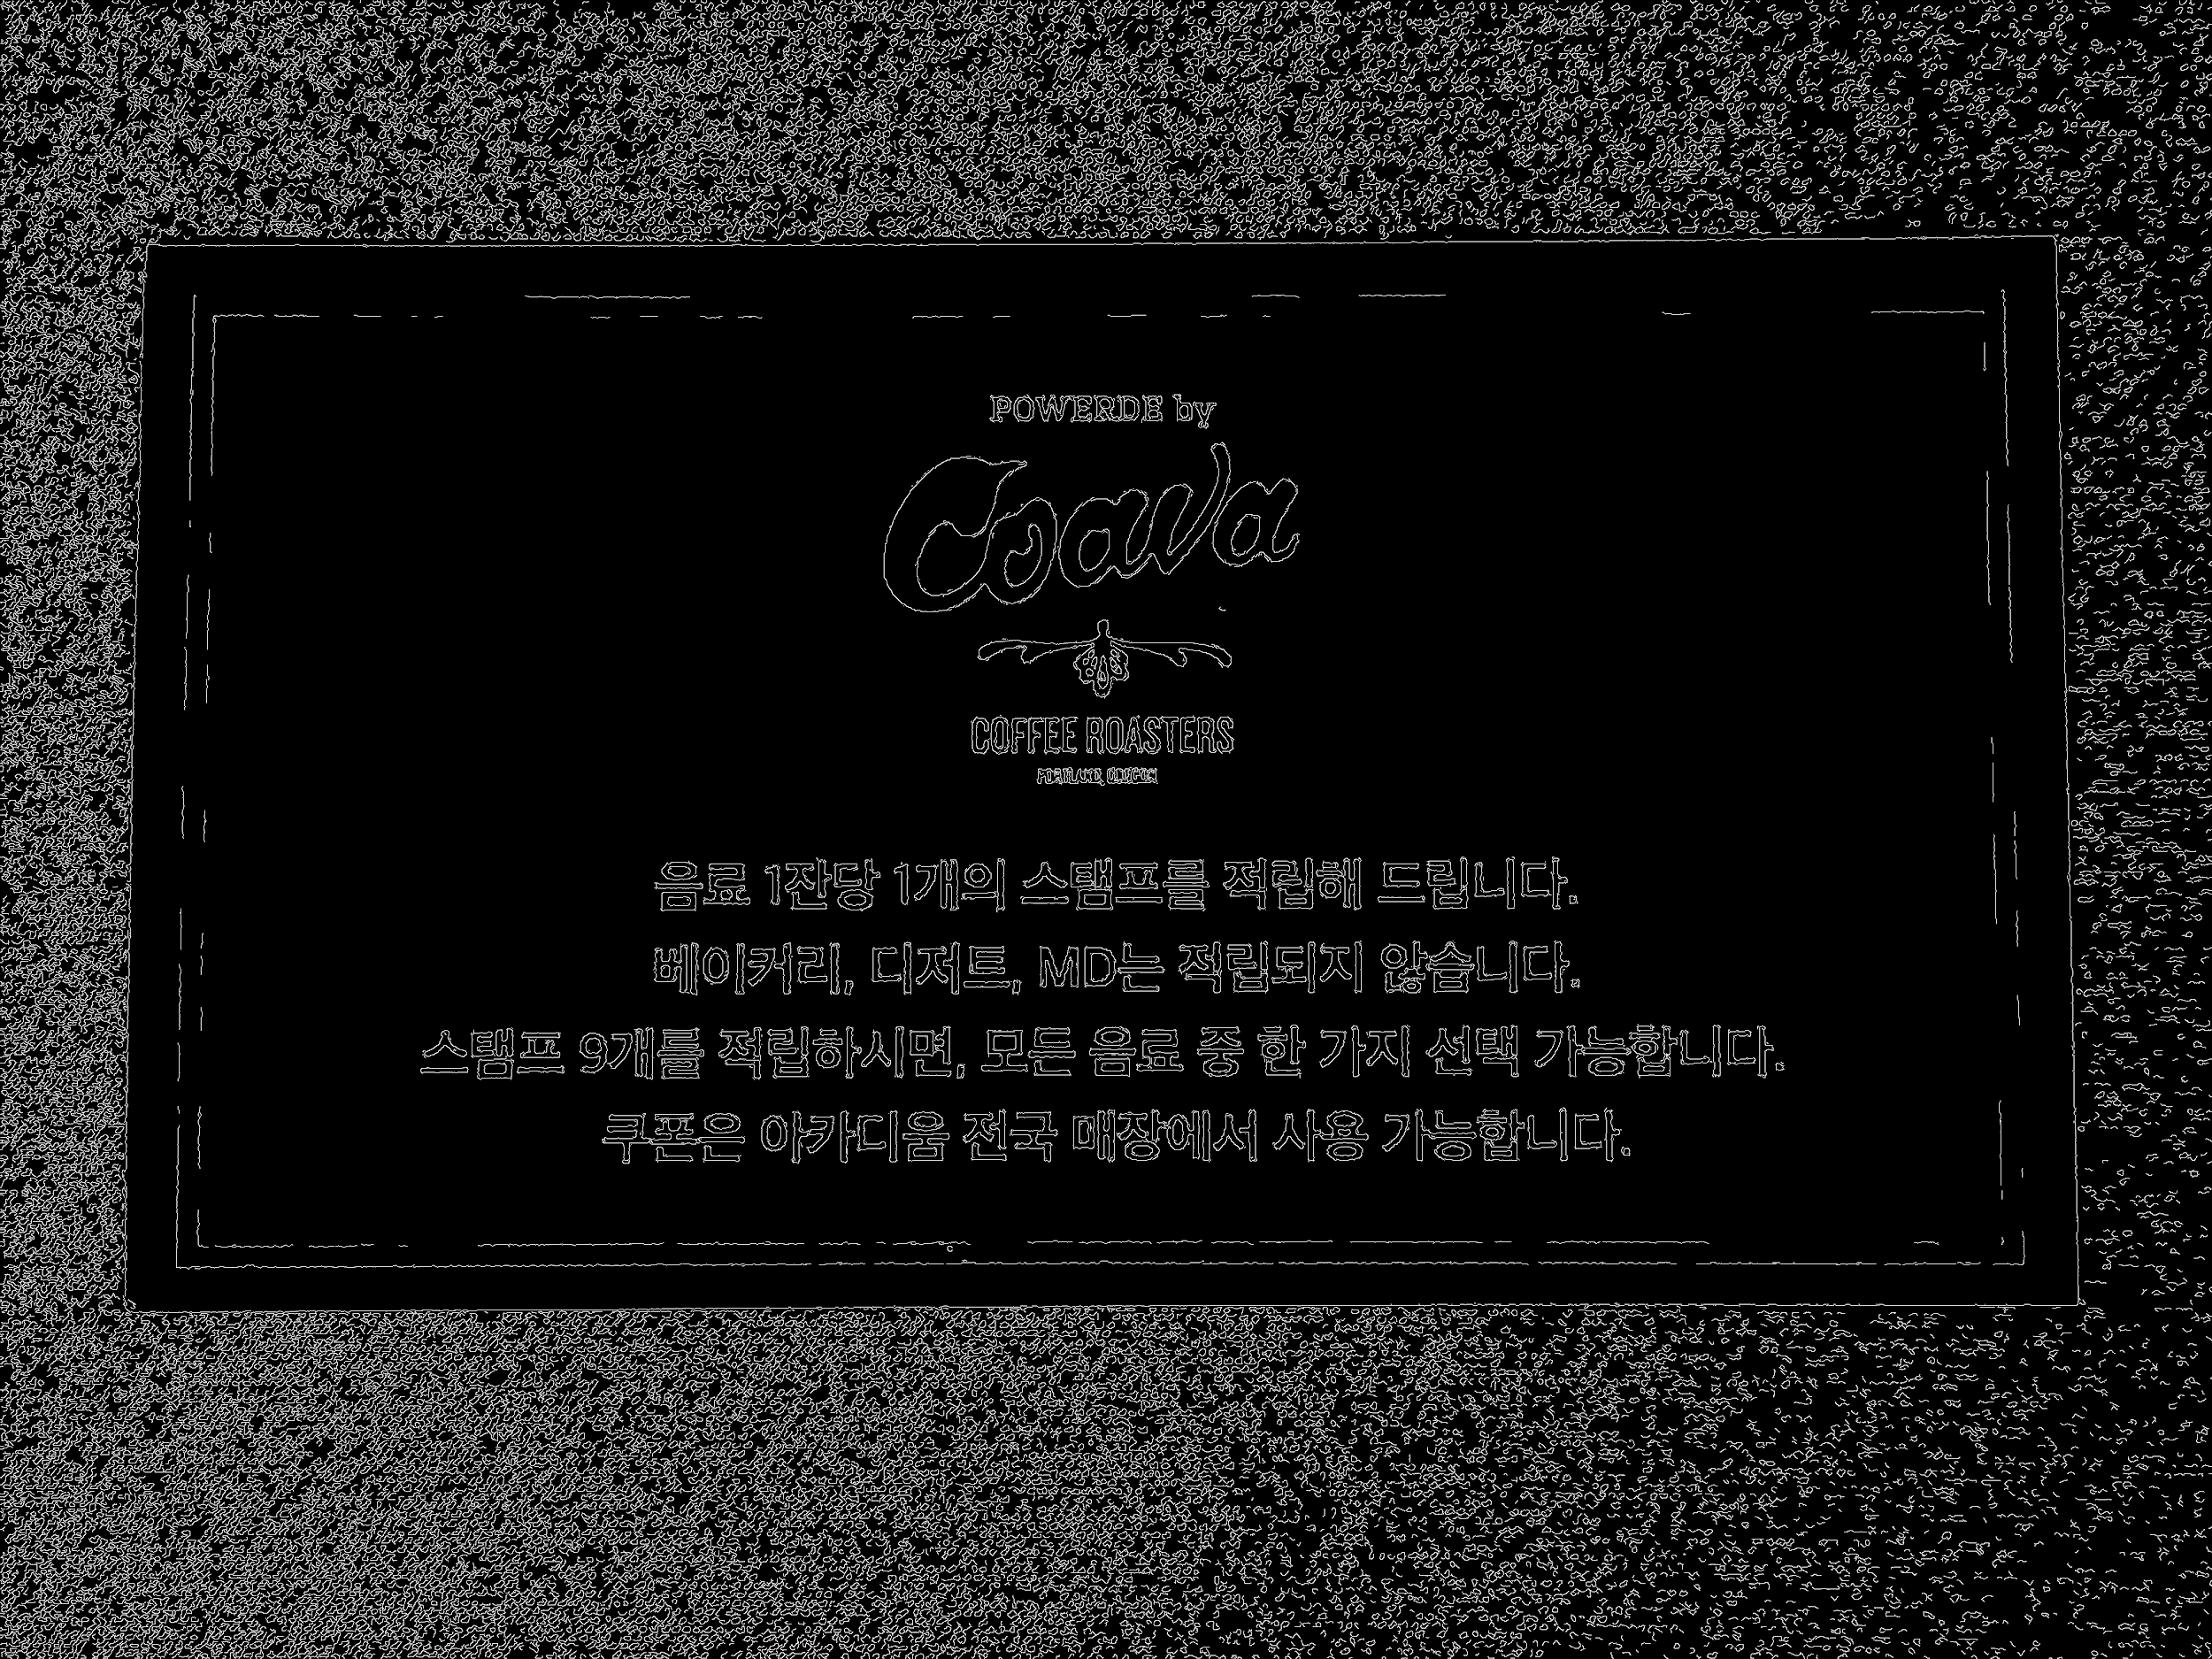 POWERDE by
Coava
COFFEE ROASTERS
PORTLAND, OREGON
음료 1잔당 1개의 스탬프를 적립해 드립니다.
베이커리, 디저트, MD는 적립되지 않습니다.
스탬프 9개를 적립하시면, 모든 음료 중 한 가지 선택 가능합니다.
쿠폰은 아카디움 전국 매장에서 사용 가능합니다.